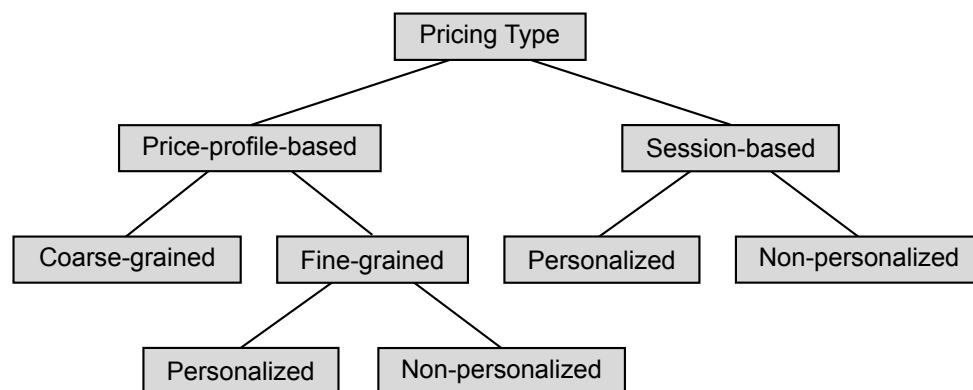 Pricing Type
Price-profile-based
Session-based
Coarse-grained
Fine-grained
Personalized
Non-personalized
Personalized
Non-personalized